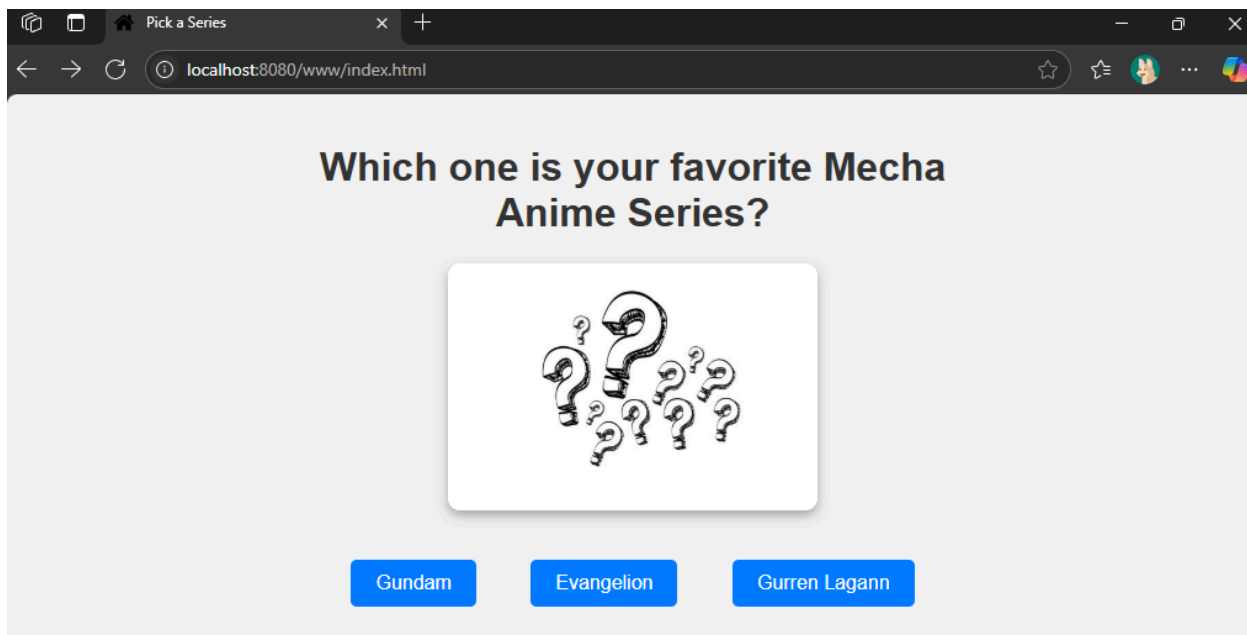 Pick a Series
localhost:8080/www/index.html
Which one is your favorite Mecha
Anime Series?
Gundam
Evangelion
Gurren Lagann